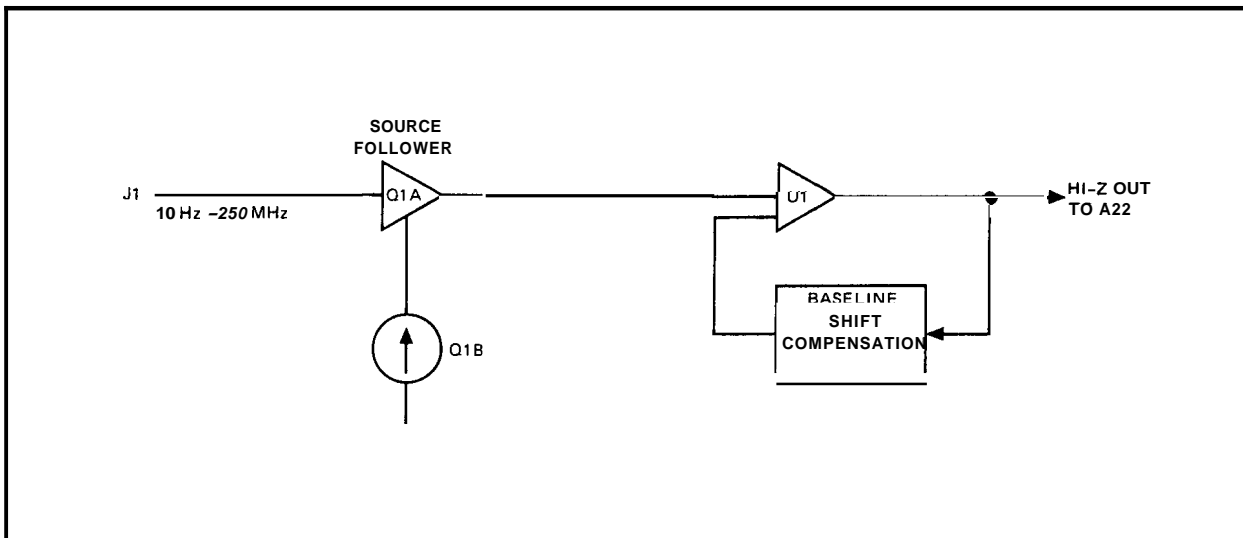 SOURCE
FOLLOWER
J1
Q1A
U1
HI-Z OUT
TO A22
10 Hz -250 MHz
BASELINE
SHIFT
COMPENSATION
Q1B